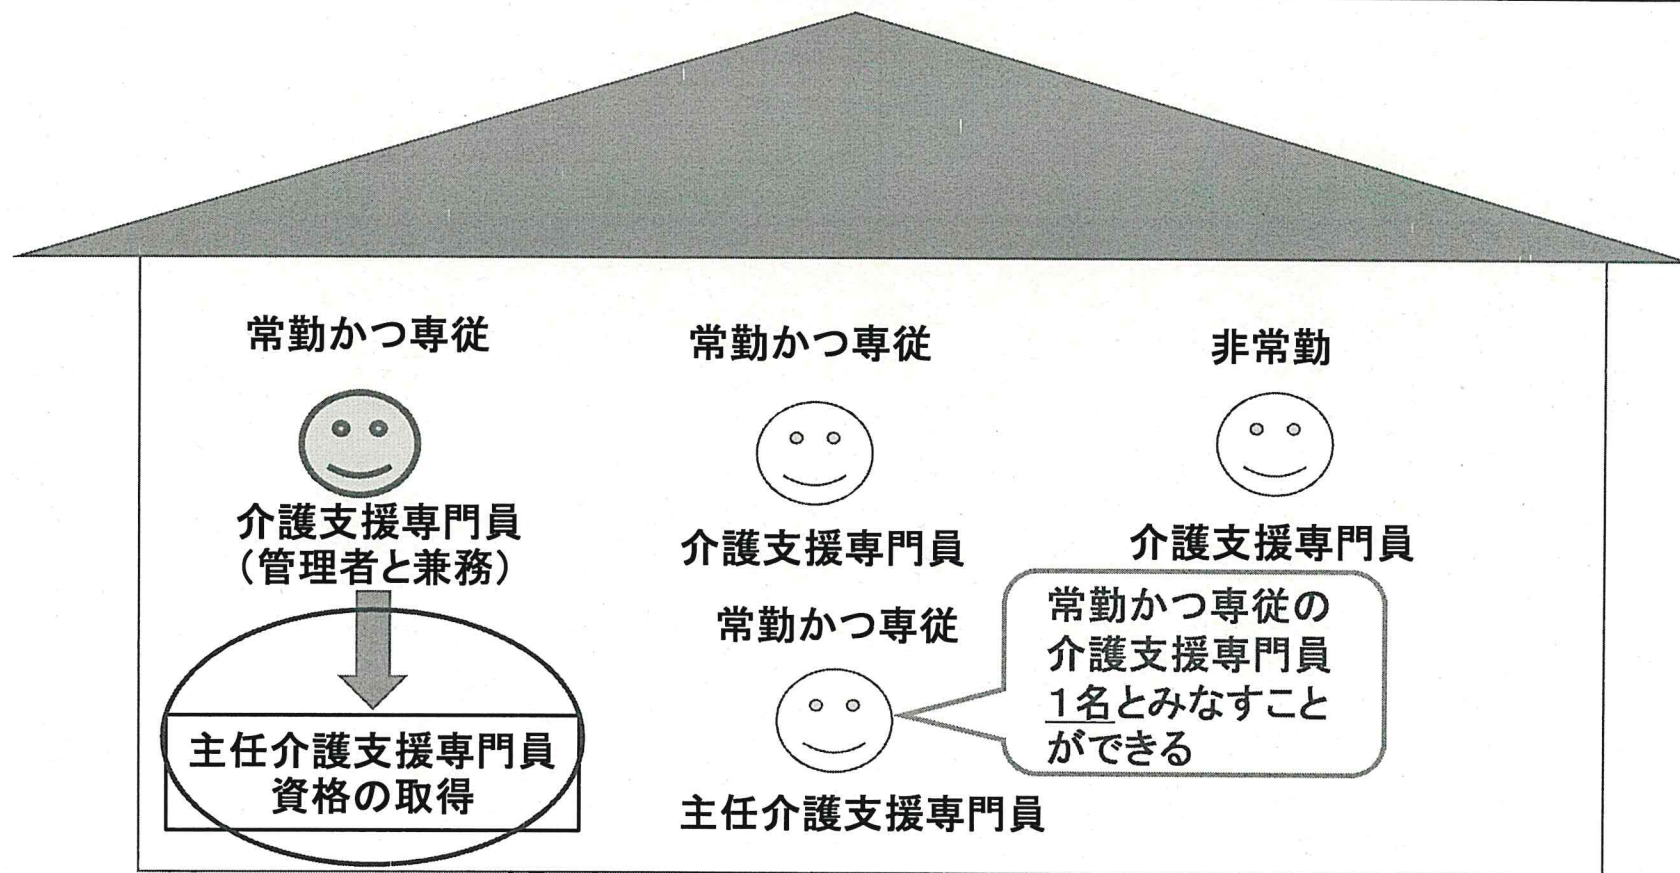 常勤かつ専従
介護支援専門員
（管理者と兼務）
主任介護支援専門員
資格の取得
常勤かつ専従
介護支援専門員
常勤かつ専従
主任介護支援専門員
非常勤
介護支援専門員
常勤かつ専従の
介護支援専門員
１名とみなすこと
ができる